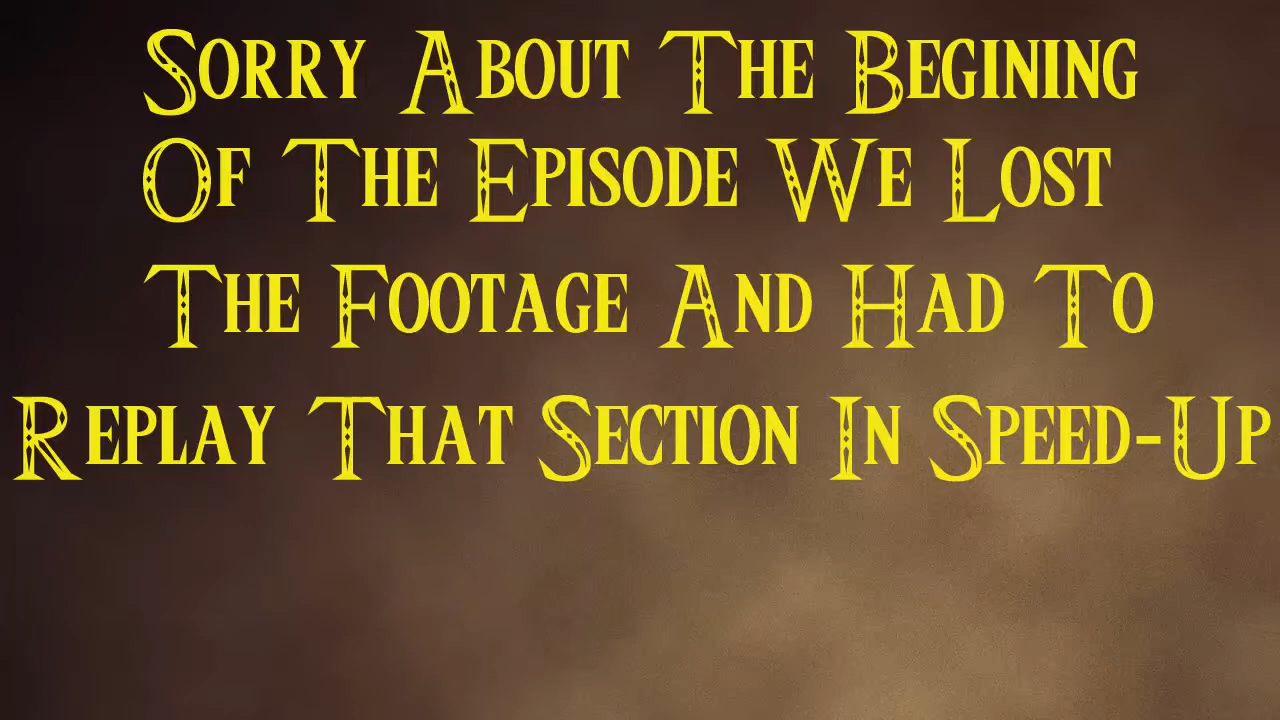 Sorry About The Begining
Of The Episode We Lost
The Footage And Had To
Replay That Section In Speed-Up